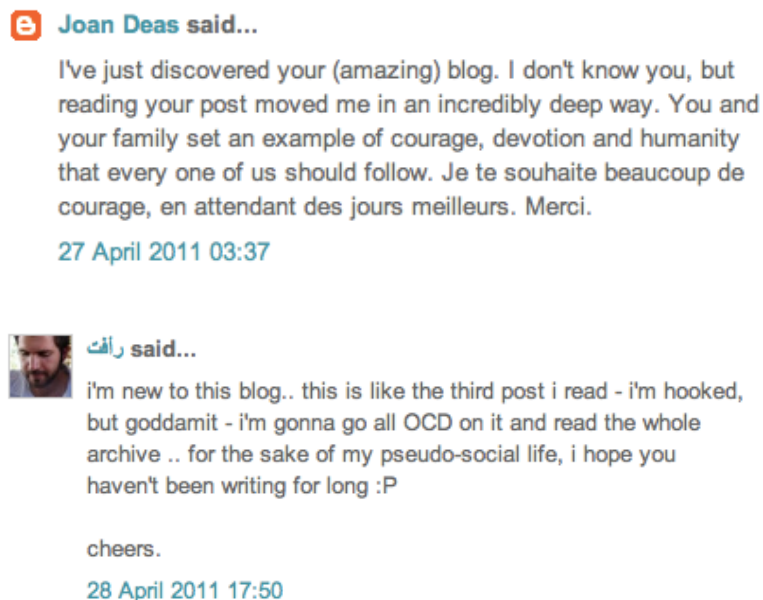 Joan Deas said...
I've just discovered your (amazing) blog. I don't know you, but
reading your post moved me in an incredibly deep way. You and
your family set an example of courage, devotion and humanity
that every one of us should follow. Je te souhaite beaucoup de
courage, en attendant des jours meilleurs. Merci.
27 April 2011 03:37
رأفت said...
i'm new to this blog.. this is like the third post i read - i'm hooked,
but goddamit - i'm gonna go all OCD on it and read the whole
archive .. for the sake of my pseudo-social life, i hope you
haven't been writing for long :P
cheers.
28 April 2011 17:50